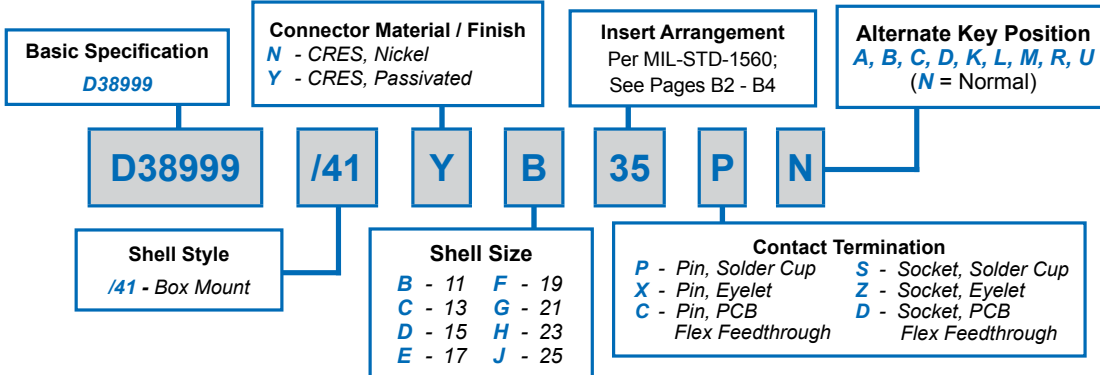 Basic Specification
D38999
Connector Material / Finish
N - CRES, Nickel
Y - CRES, Passivated
Insert Arrangement
Per MIL-STD-1560;
See Pages B2 - B4
Alternate Key Position
A, B, C, D, K, L, M, R, U
(N = Normal)
D38999 /41 Y B 35 P N
Shell Style
/41 - Box Mount
Shell Size
B - 11 F - 19
C - 13 G - 21
D - 15 H - 23
E - 17 J - 25
Contact Termination
P - Pin, Solder Cup S - Socket, Solder Cup
X - Pin, Eyelet Z - Socket, Eyelet
C - Pin, PCB D - Socket, PCB
Flex Feedthrough Flex Feedthrough